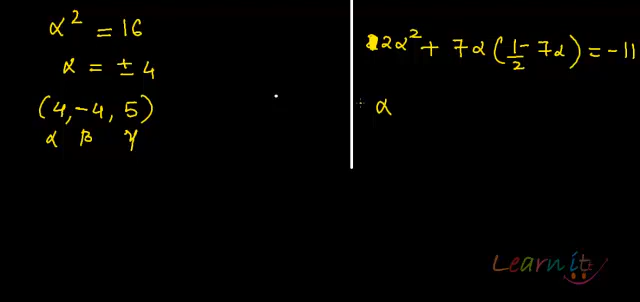 α² = 16
α = ± 4
(4, -4, 5)
α β γ
2α² + 7α (1/2 - 7α) = -11
α
Learnit